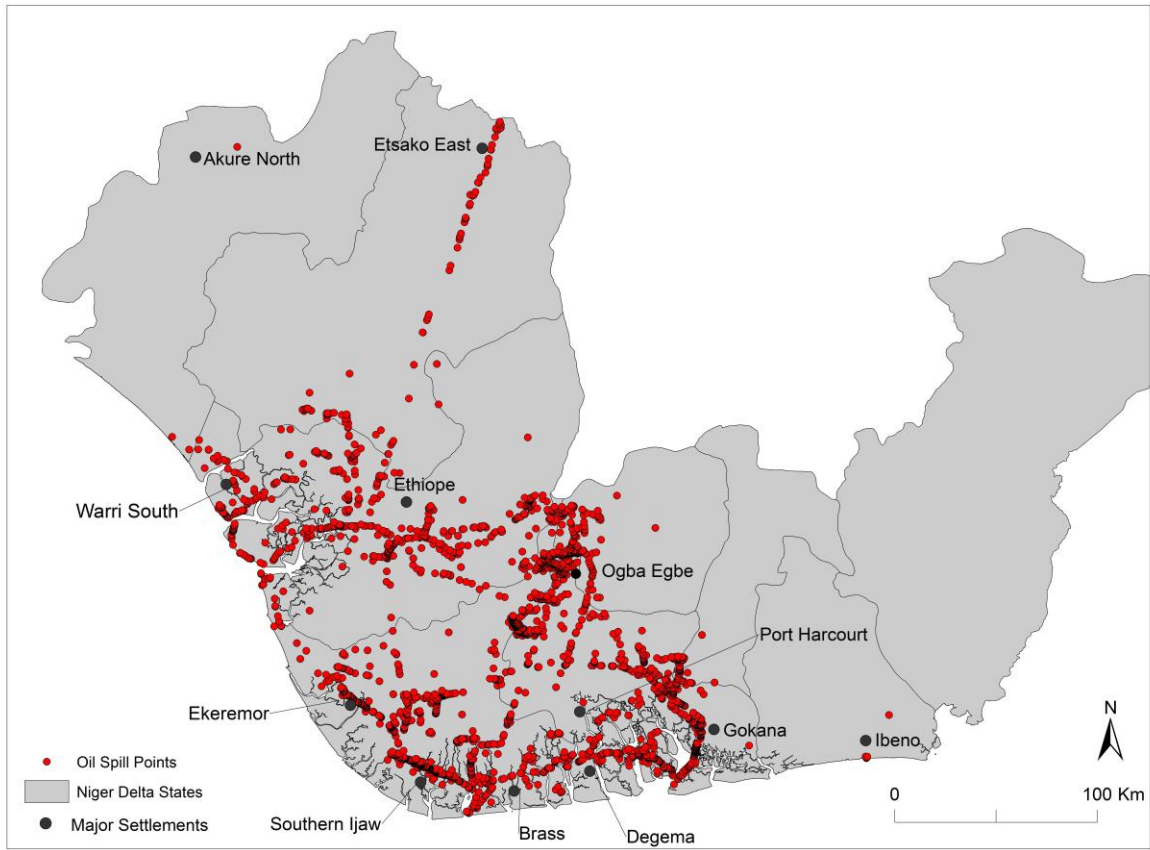 Etsako East
Akure North
Ethiope
Warri South
Ogba Egbe
Port Harcourt
Ekeremor
N
Gokana
Ibeno
Oil Spill Points
Niger Delta States
0 100 Km
Major Settlements
Southern Ijaw
Brass
Degema